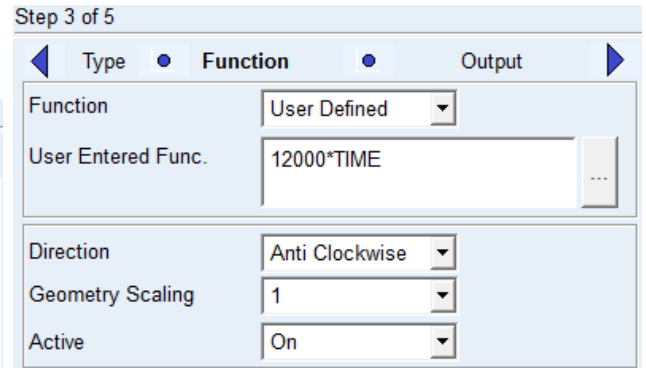 Step 3 of 5
Type Function Output
Function User Defined
User Entered Func. 12000*TIME
...
Direction Anti Clockwise
Geometry Scaling 1
Active On